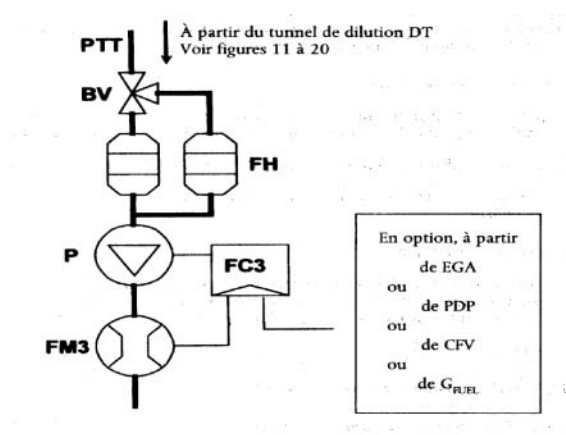 À partir du tunnel de dilution DT
Voir figures 11 à 20
PTT
BV
FH
P
FC3
FM3
En option, à partir
de EGA
ou
de PDP
ou
de CFV
ou
de G_FUEL